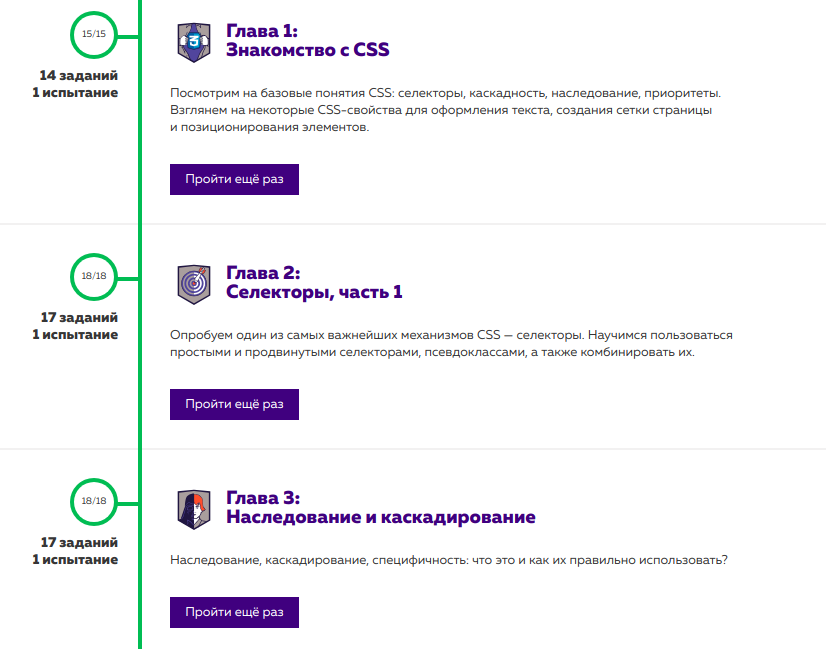 15/15
14 заданий
1 испытание
Глава 1:
Знакомство с CSS
Посмотрим на базовые понятия CSS: селекторы, каскадность, наследование, приоритеты.
Взглянем на некоторые CSS-свойства для оформления текста, создания сетки страницы
и позиционирования элементов.
Пройти ещё раз
18/18
17 заданий
1 испытание
Глава 2:
Селекторы, часть 1
Опробуем один из самых важнейших механизмов CSS — селекторы. Научимся пользоваться
простыми и продвинутыми селекторами, псевдоклассами, а также комбинировать их.
Пройти ещё раз
18/18
17 заданий
1 испытание
Глава 3:
Наследование и каскадирование
Наследование, каскадирование, специфичность: что это и как их правильно использовать?
Пройти ещё раз